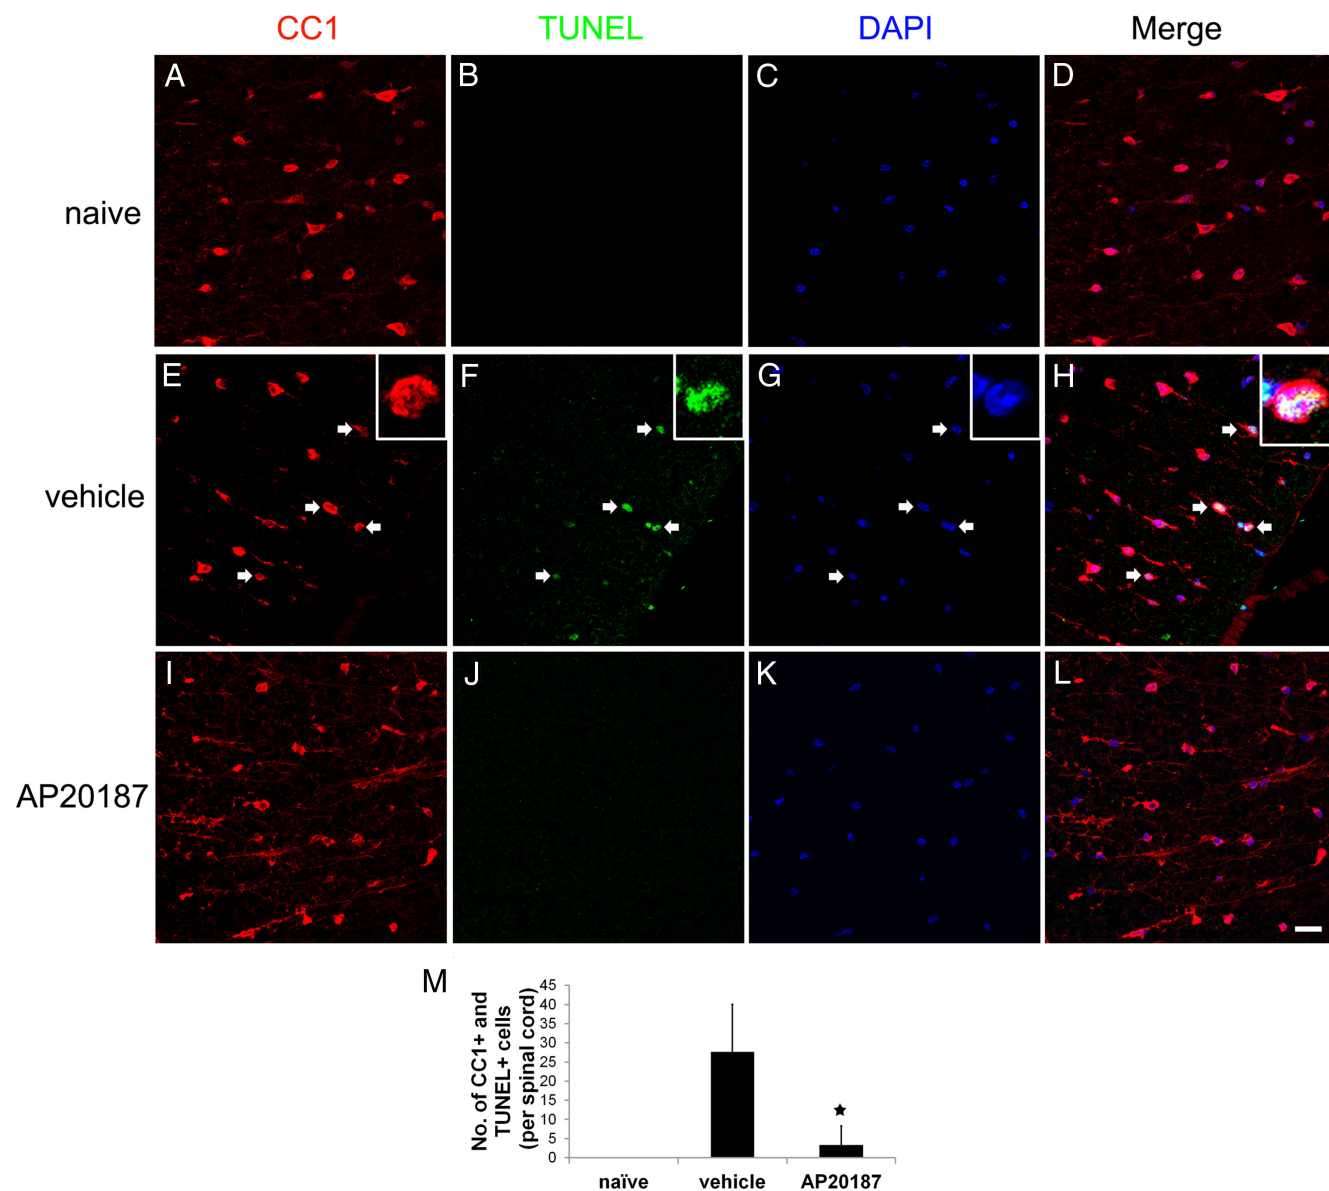 CC1 TUNEL DAPI Merge
A B C D
naive
E F G H
vehicle
I J K L
AP20187
M
No. of CC1+ and
TUNEL+ cells
(per spinal cord)
45
40
35
30
25
20
15
10
5
0
naïve vehicle AP20187